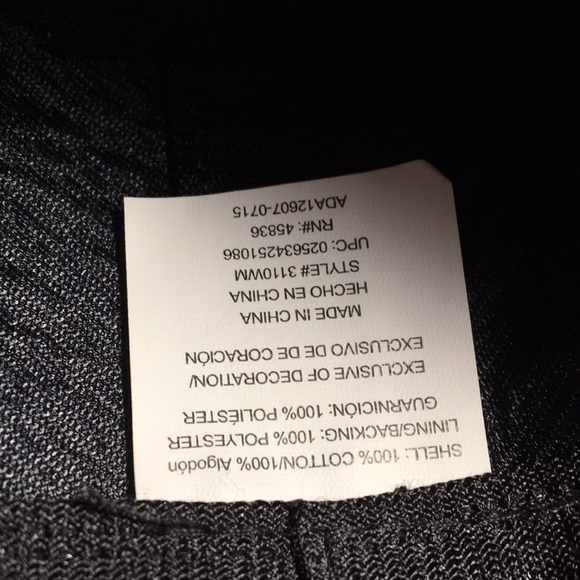 SHELL: 100% COTTON/100% Algodón
LINING/BACKING: 100% POLYESTER
GUARNICIÓN: 100% POLIÉSTER
EXCLUSIVE OF DECORATION/
EXCLUSIVO DE CORACIÓN
MADE IN CHINA
HECHO EN CHINA
STYLE# 3110WM
UPC: 025634251086
RN#: 45836
ADA12607-0715